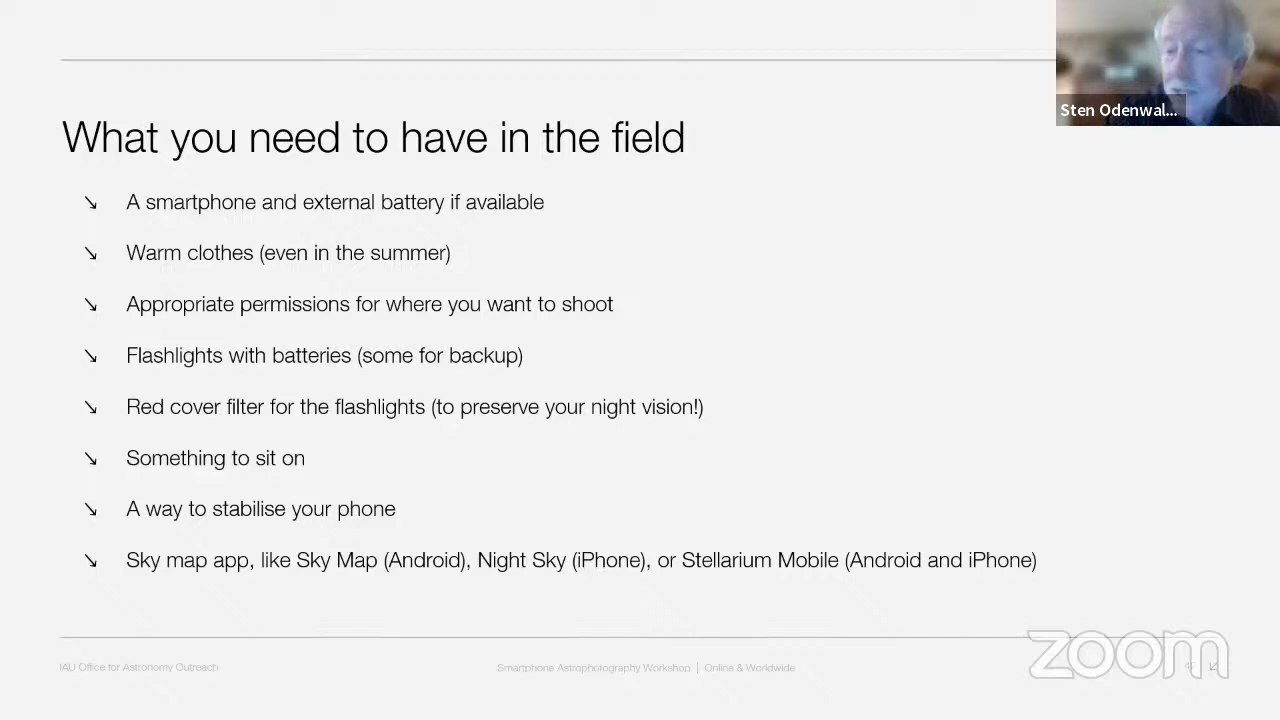 Sten Odenwal...
What you need to have in the field
↘ A smartphone and external battery if available
↘ Warm clothes (even in the summer)
↘ Appropriate permissions for where you want to shoot
↘ Flashlights with batteries (some for backup)
↘ Red cover filter for the flashlights (to preserve your night vision!)
↘ Something to sit on
↘ A way to stabilise your phone
↘ Sky map app, like Sky Map (Android), Night Sky (iPhone), or Stellarium Mobile (Android and iPhone)
IAU Office for Astronomy Outreach
Smartphone Astrophotography Workshop | Online & Worldwide
zoom